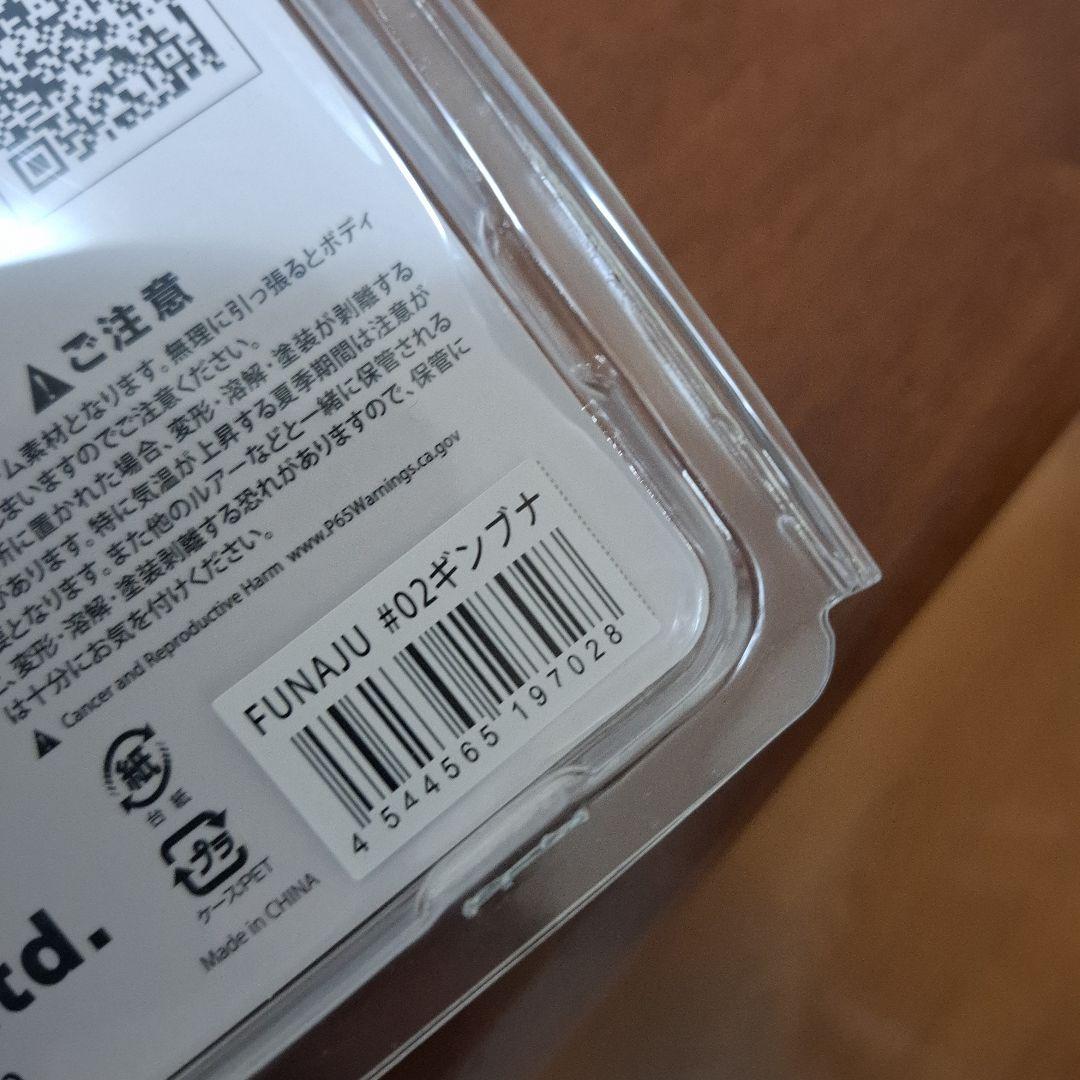 ⚠ご注意
ム素材となります。無理に引っ張るとボディ
まいますのでご注意ください。
所に置かれた場合、変形・溶解・塗装が剥離する
があります。特に気温が上昇する夏季期間は注意が
となります。また他のルアーなどと一緒に保管される
、変形・溶解・塗装剥離する恐れがありますので、保管に
は十分にお気を付けください。
⚠ Cancer and Reproductive Harm www.P65Warnings.ca.gov
FUNAJU #02ギンブナ
4 544565 197028
紙
台紙
プラ
ケース:PET
Made in CHINA
td.